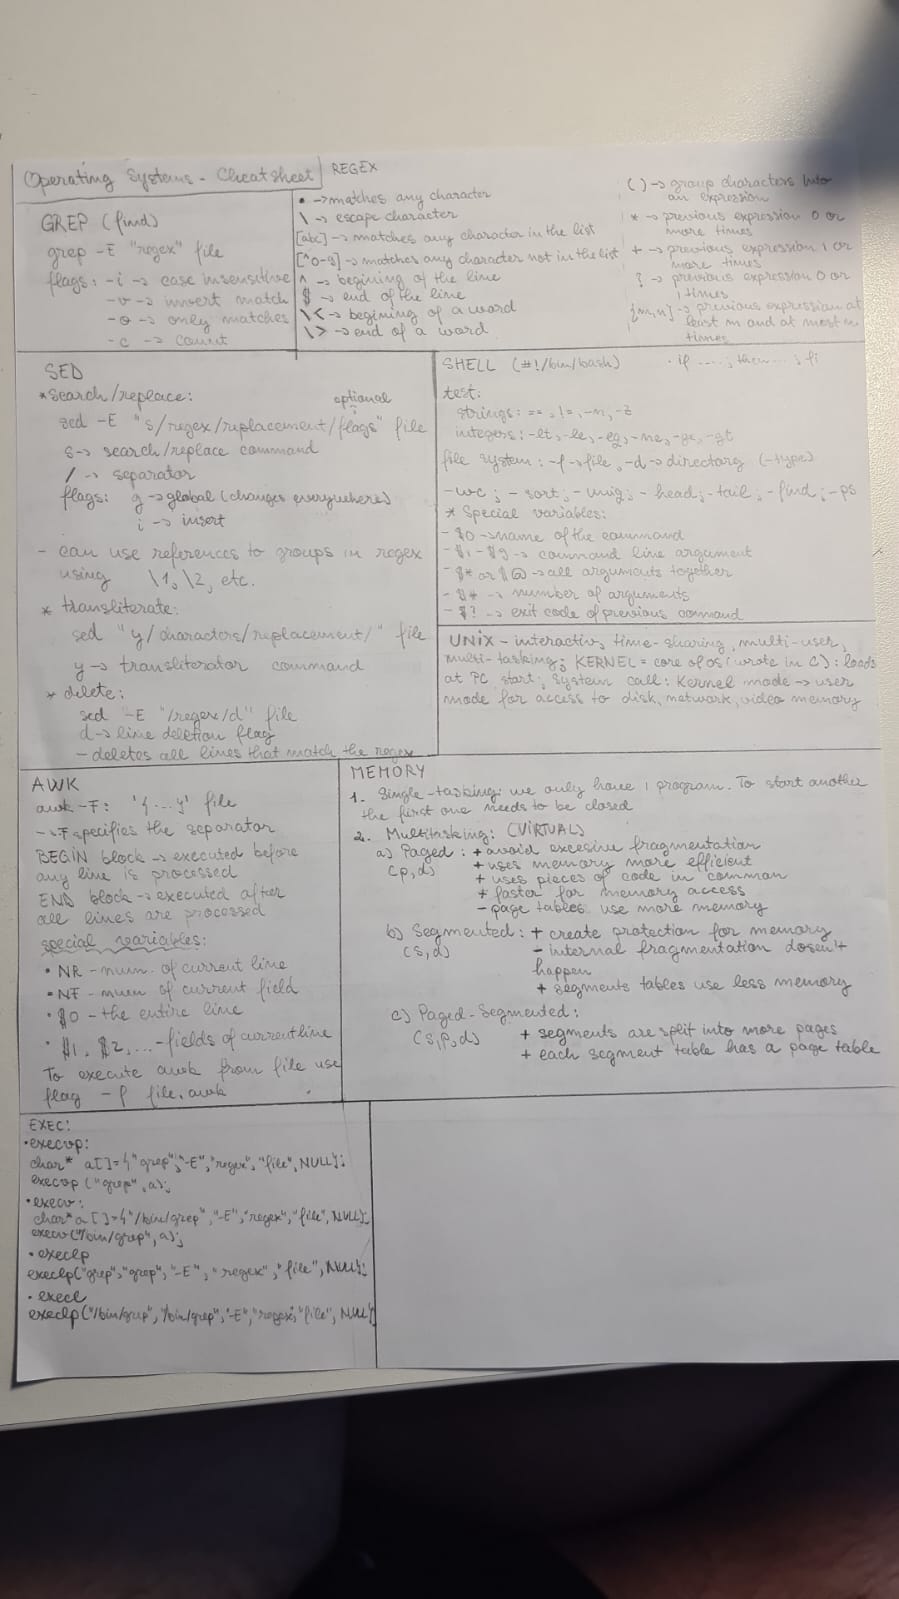 Operating Systems - Cheatsheet
GREP (find)
grep -E "regex" file
flags: -i -> case insensitive
-v -> invert match
-o -> only matches
-c -> count
REGEX
. -> matches any character
\ -> escape character
[abc] -> matches any character in the list
[^0-9] -> matches any character not in the list
^ -> begining of the line
$ -> end of the line
\< -> begining of a word
\> -> end of a word
() -> group characters into
an expression
* -> previous expression 0 or
more times
+ -> previous expression 1 or
more times
? -> previous expression 0 or
1 times
{m,n} -> previous expression at
least m and at most n
times
SED
* Search/replace:
optional
sed -E "s/regex/replacement/flags" file
s -> search/replace command
/ -> separator
flags: g -> global (changes everywhere)
i -> insert
- can use references to groups in regex
using \1, \2, etc.
* transliterate:
sed "y/characters/replacement/" file
y -> transliterator command
* delete:
sed -E "/regex/d" file
d -> line deletion flag
- deletes all lines that match the regex
SHELL (#!/bin/bash) · if ....., then ...; fi
test:
strings: ==, !=, -n, -z
integers: -lt, -le, -eq, -ne, -ge, -gt
file system: -f -> file, -d -> directory (-type)
- wc; - sort; - uniq; - head; - tail; - find; - ps
* Special variables:
- $0 -> name of the command
- $1 - $9 -> command line argument
- $* or $@ -> all arguments together
- $# -> number of arguments
- $? -> exit code of previous command
UNIX - interactiv, time-sharing, multi-user,
multi-tasking; KERNEL = core of OS (wrote in C): loads
at PC start; System call: Kernel mode -> user
mode for access to disk, network, video memory
AWK
awk -F: '{...}' file
- -F specifies the separator
BEGIN block -> executed before
any line is processed
END block -> executed after
all lines are processed
special variables:
· NR - num. of current line
· NF - num of current field
· $0 - the entire line
· $1, $2, ... - fields of current line
To execute awk from file use
flag -f file.awk
MEMORY
1. Single-tasking: we only have 1 program. To start another
the first one needs to be closed
2. Multitasking: (VIRTUAL)
a) Paged : + avoid excesive fragmentation
(p,d) + uses memory more efficient
+ uses pieces of code in common
+ faster for memory access
- page tables use more memory
b) Segmented : + create protection for memory
(s,d) - internal fragmentation dosen't
happen
+ segments tables use less memory
c) Paged-Segmented :
(s,p,d) + segments are split into more pages
+ each segment table has a page table
EXEC:
· execvp:
char* a[]={"grep","-E","regex","file",NULL};
execvp ("grep",a);
· execv:
char* a[]={"/bin/grep","-E","regex","file",NULL};
execv("/bin/grep",a);
· execlp
execlp("grep","grep","-E","regex","file",NULL);
· execl
execlp("/bin/grep","/bin/grep","-E","regex","file",NULL)